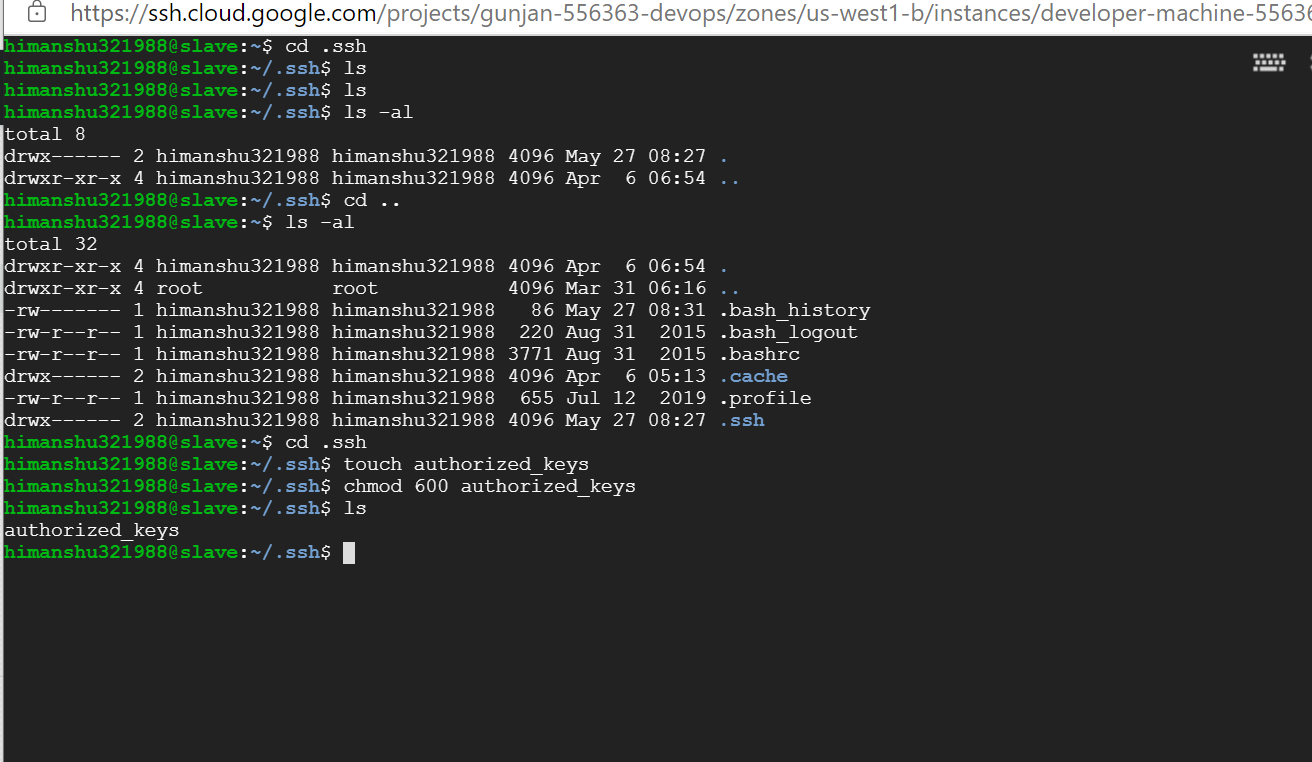 https://ssh.cloud.google.com/projects/gunjan-556363-devops/zones/us-west1-b/instances/developer-machine-5563
himanshu321988@slave:~$ cd .ssh
himanshu321988@slave:~/.ssh$ ls
himanshu321988@slave:~/.ssh$ ls
himanshu321988@slave:~/.ssh$ ls -al
total 8
drwx------ 2 himanshu321988 himanshu321988 4096 May 27 08:27 .
drwxr-xr-x 4 himanshu321988 himanshu321988 4096 Apr  6 06:54 ..
himanshu321988@slave:~/.ssh$ cd ..
himanshu321988@slave:~$ ls -al
total 32
drwxr-xr-x 4 himanshu321988 himanshu321988 4096 Apr  6 06:54 .
drwxr-xr-x 4 root           root           4096 Mar 31 06:16 ..
-rw------- 1 himanshu321988 himanshu321988   86 May 27 08:31 .bash_history
-rw-r--r-- 1 himanshu321988 himanshu321988  220 Aug 31  2015 .bash_logout
-rw-r--r-- 1 himanshu321988 himanshu321988 3771 Aug 31  2015 .bashrc
drwx------ 2 himanshu321988 himanshu321988 4096 Apr  6 05:13 .cache
-rw-r--r-- 1 himanshu321988 himanshu321988  655 Jul 12  2019 .profile
drwx------ 2 himanshu321988 himanshu321988 4096 May 27 08:27 .ssh
himanshu321988@slave:~$ cd .ssh
himanshu321988@slave:~/.ssh$ touch authorized_keys
himanshu321988@slave:~/.ssh$ chmod 600 authorized_keys
himanshu321988@slave:~/.ssh$ ls
authorized_keys
himanshu321988@slave:~/.ssh$